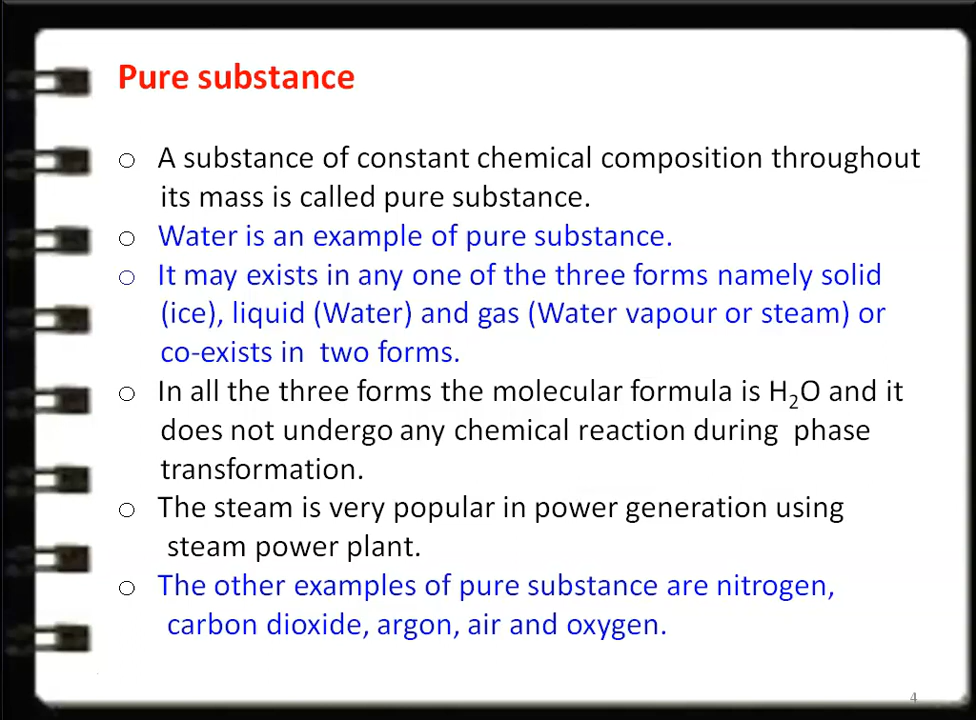 Pure substance
○ A substance of constant chemical composition throughout
its mass is called pure substance.
○ Water is an example of pure substance.
○ It may exists in any one of the three forms namely solid
(ice), liquid (Water) and gas (Water vapour or steam) or
co-exists in two forms.
○ In all the three forms the molecular formula is H₂O and it
does not undergo any chemical reaction during phase
transformation.
○ The steam is very popular in power generation using
steam power plant.
○ The other examples of pure substance are nitrogen,
carbon dioxide, argon, air and oxygen.
4